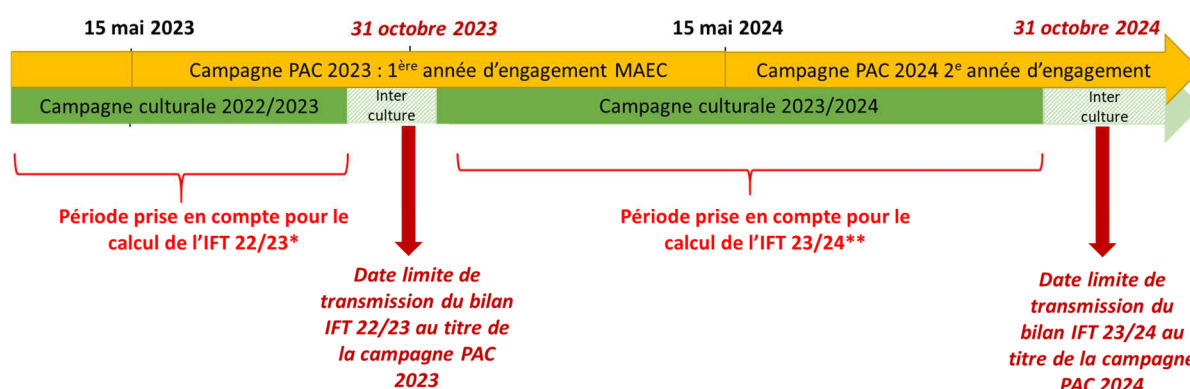 15 mai 2023
31 octobre 2023
15 mai 2024
31 octobre 2024
Campagne PAC 2023 : 1ère année d'engagement MAEC
Campagne PAC 2024 2e année d'engagement
Campagne culturale 2022/2023
Inter
culture
Campagne culturale 2023/2024
Inter
culture
Période prise en compte pour le
calcul de l'IFT 22/23*
Période prise en compte pour le
calcul de l'IFT 23/24**
Date limite de
transmission du bilan
IFT 22/23 au titre de
la campagne PAC
2023
Date limite de
transmission du
bilan IFT 23/24 au
titre de la campagne
PAC 2024